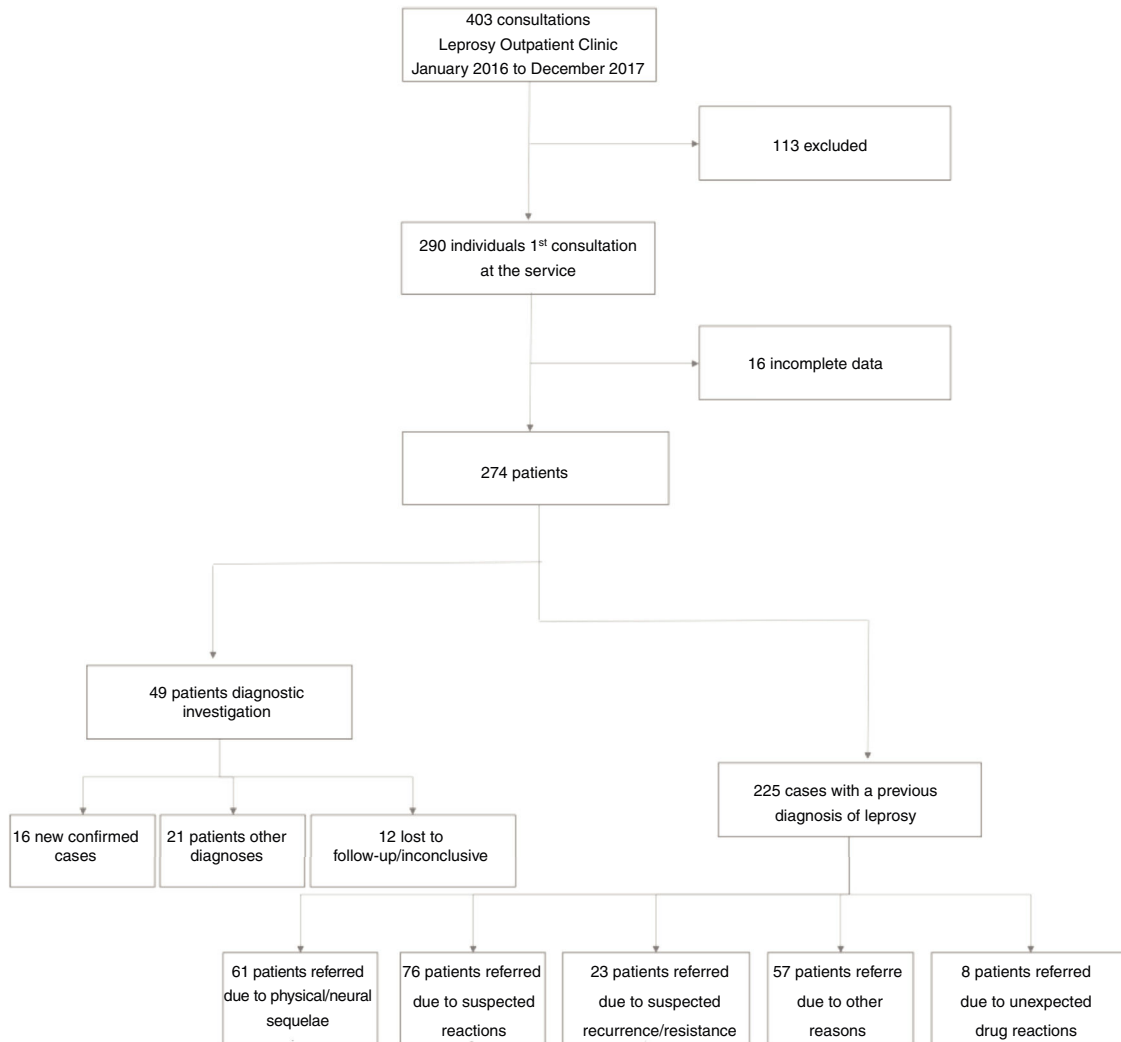 403 consultations
Leprosy Outpatient Clinic
January 2016 to December 2017
113 excluded
290 individuals 1st consultation
at the service
16 incomplete data
274 patients
49 patients diagnostic
investigation
225 cases with a previous
diagnosis of leprosy
16 new confirmed
cases
21 patients other
diagnoses
12 lost to
follow-up/inconclusive
61 patients referred
due to physical/neural
sequelae
76 patients referred
due to suspected
reactions
23 patients referred
due to suspected
recurrence/resistance
57 patients referre
due to other
reasons
8 patients referred
due to unexpected
drug reactions